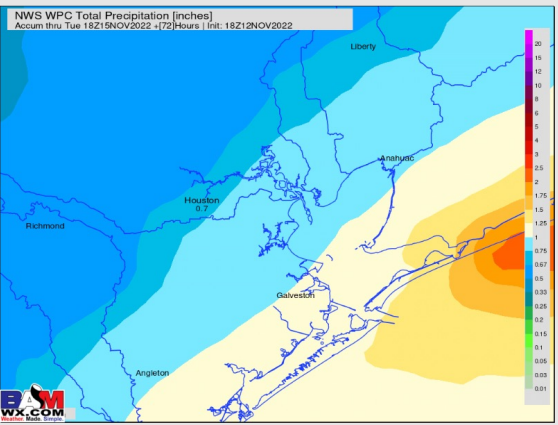 NWS WPC Total Precipitation [inches]
Accum thru Tue 18Z15NOV2022 +[72]Hours | Init: 18Z12NOV2022
Liberty
Anahuac
Houston
0.7
Richmond
Galveston
Angleton
20
15
12
10
8
6
5
4
3
2.5
2
1.75
1.5
1.25
1
0.75
0.67
0.5
0.33
0.25
0.2
0.15
0.1
0.05
0.03
0.01
BAM
WX.COM
Weather. Made. Simple.